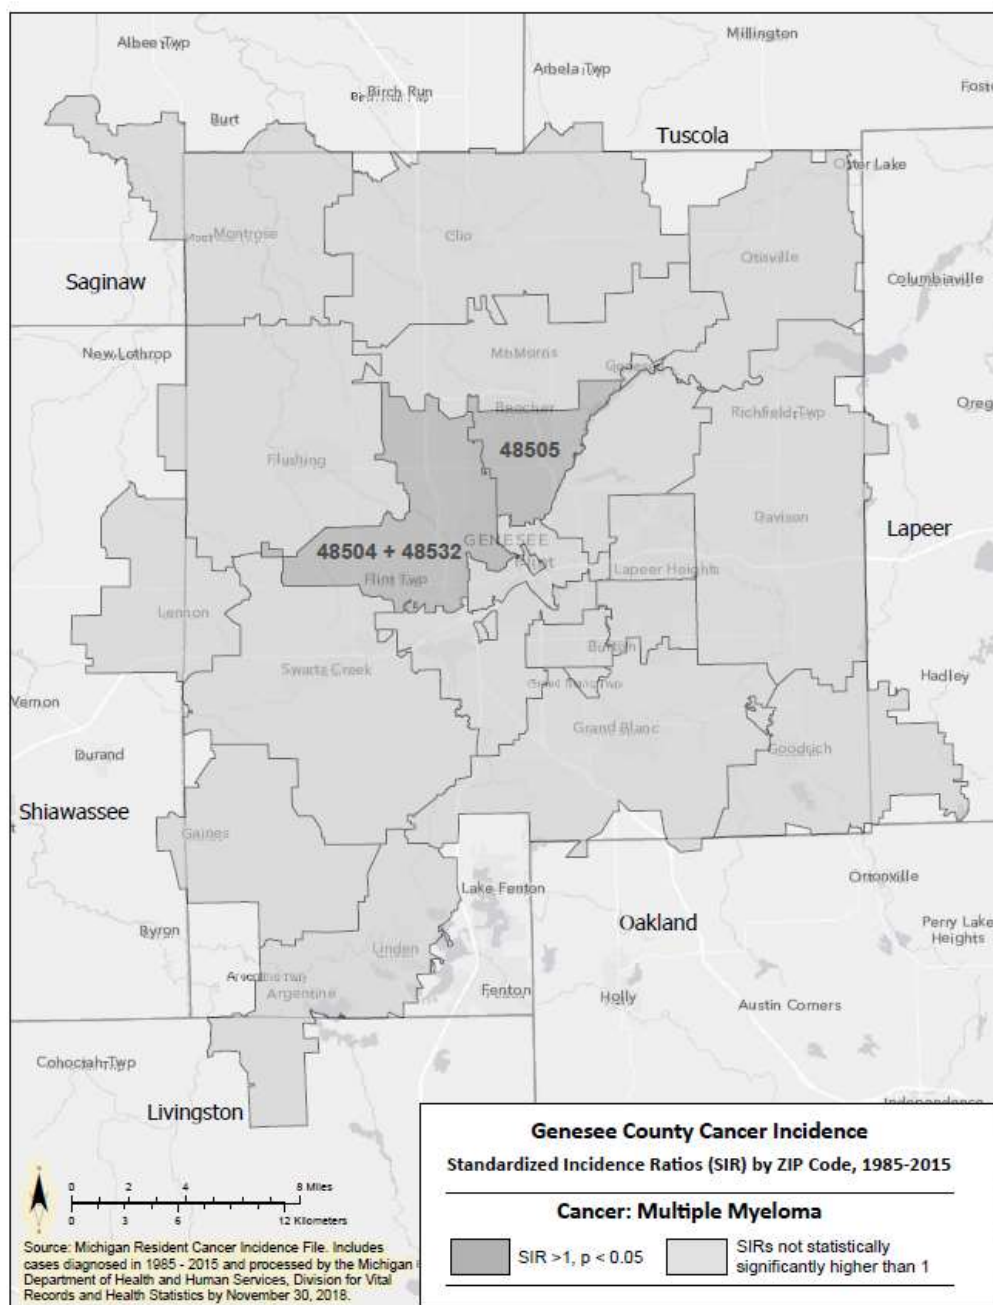 Albee Twp
Millington
Arbela Twp
Birch Run
Burt
Tuscola
Otter Lake
Montrose
Clio
Otisville
Saginaw
Columbiaville
New Lothrop
Mt Morris
Beecher
Richfield Twp
48505
Flushing
Davison
Lapeer
GENESEE
48504 + 48532
Flint
Lapeer Heights
Flint Twp
Lennon
Burton
Swartz Creek
Hadley
Grand Blanc Twp
Vernon
Grand Blanc
Goodrich
Durand
Shiawassee
Gaines
Ortonville
Lake Fenton
Oakland
Perry Lake
Heights
Byron
Linden
Argentine
Fenton
Holly
Austin Corners
Cohoctah Twp
Livingston
Genesee County Cancer Incidence
Standardized Incidence Ratios (SIR) by ZIP Code, 1985-2015
Cancer: Multiple Myeloma
SIR >1, p < 0.05
SIRs not statistically
significantly higher than 1
0 2 4 8 Miles
0 3 6 12 Kilometers
Source: Michigan Resident Cancer Incidence File. Includes
cases diagnosed in 1985 - 2015 and processed by the Michigan
Department of Health and Human Services, Division for Vital
Records and Health Statistics by November 30, 2018.